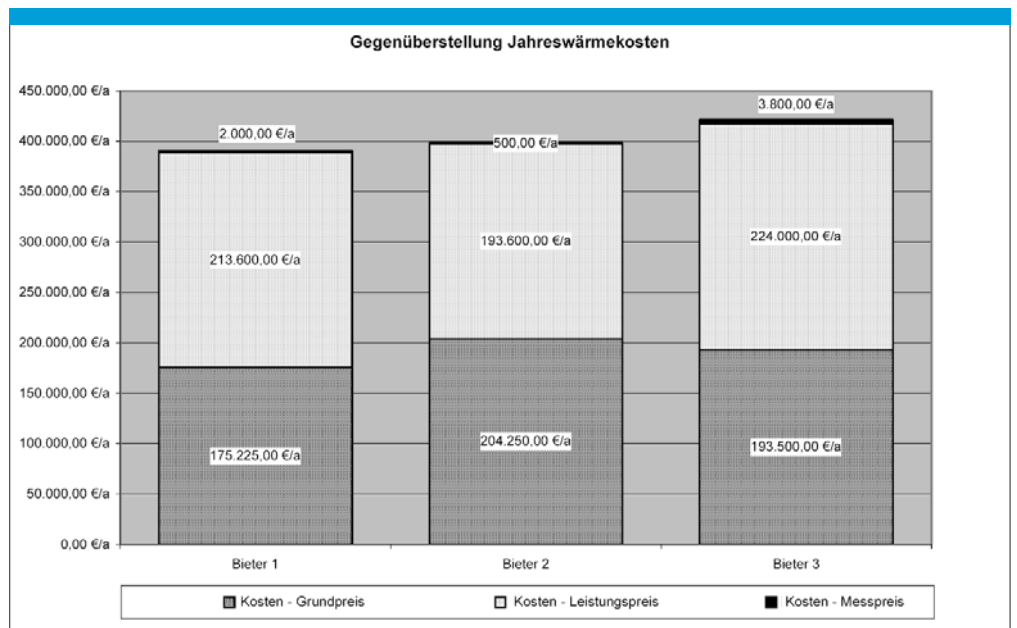 Gegenüberstellung Jahreswärmekosten
450.000,00 €/a
400.000,00 €/a
350.000,00 €/a
300.000,00 €/a
250.000,00 €/a
200.000,00 €/a
150.000,00 €/a
100.000,00 €/a
50.000,00 €/a
0,00 €/a
2.000,00 €/a
500,00 €/a
3.800,00 €/a
213.600,00 €/a
193.600,00 €/a
224.000,00 €/a
175.225,00 €/a
204.250,00 €/a
193.500,00 €/a
Bieter 1
Bieter 2
Bieter 3
Kosten - Grundpreis
Kosten - Leistungspreis
Kosten - Messpreis